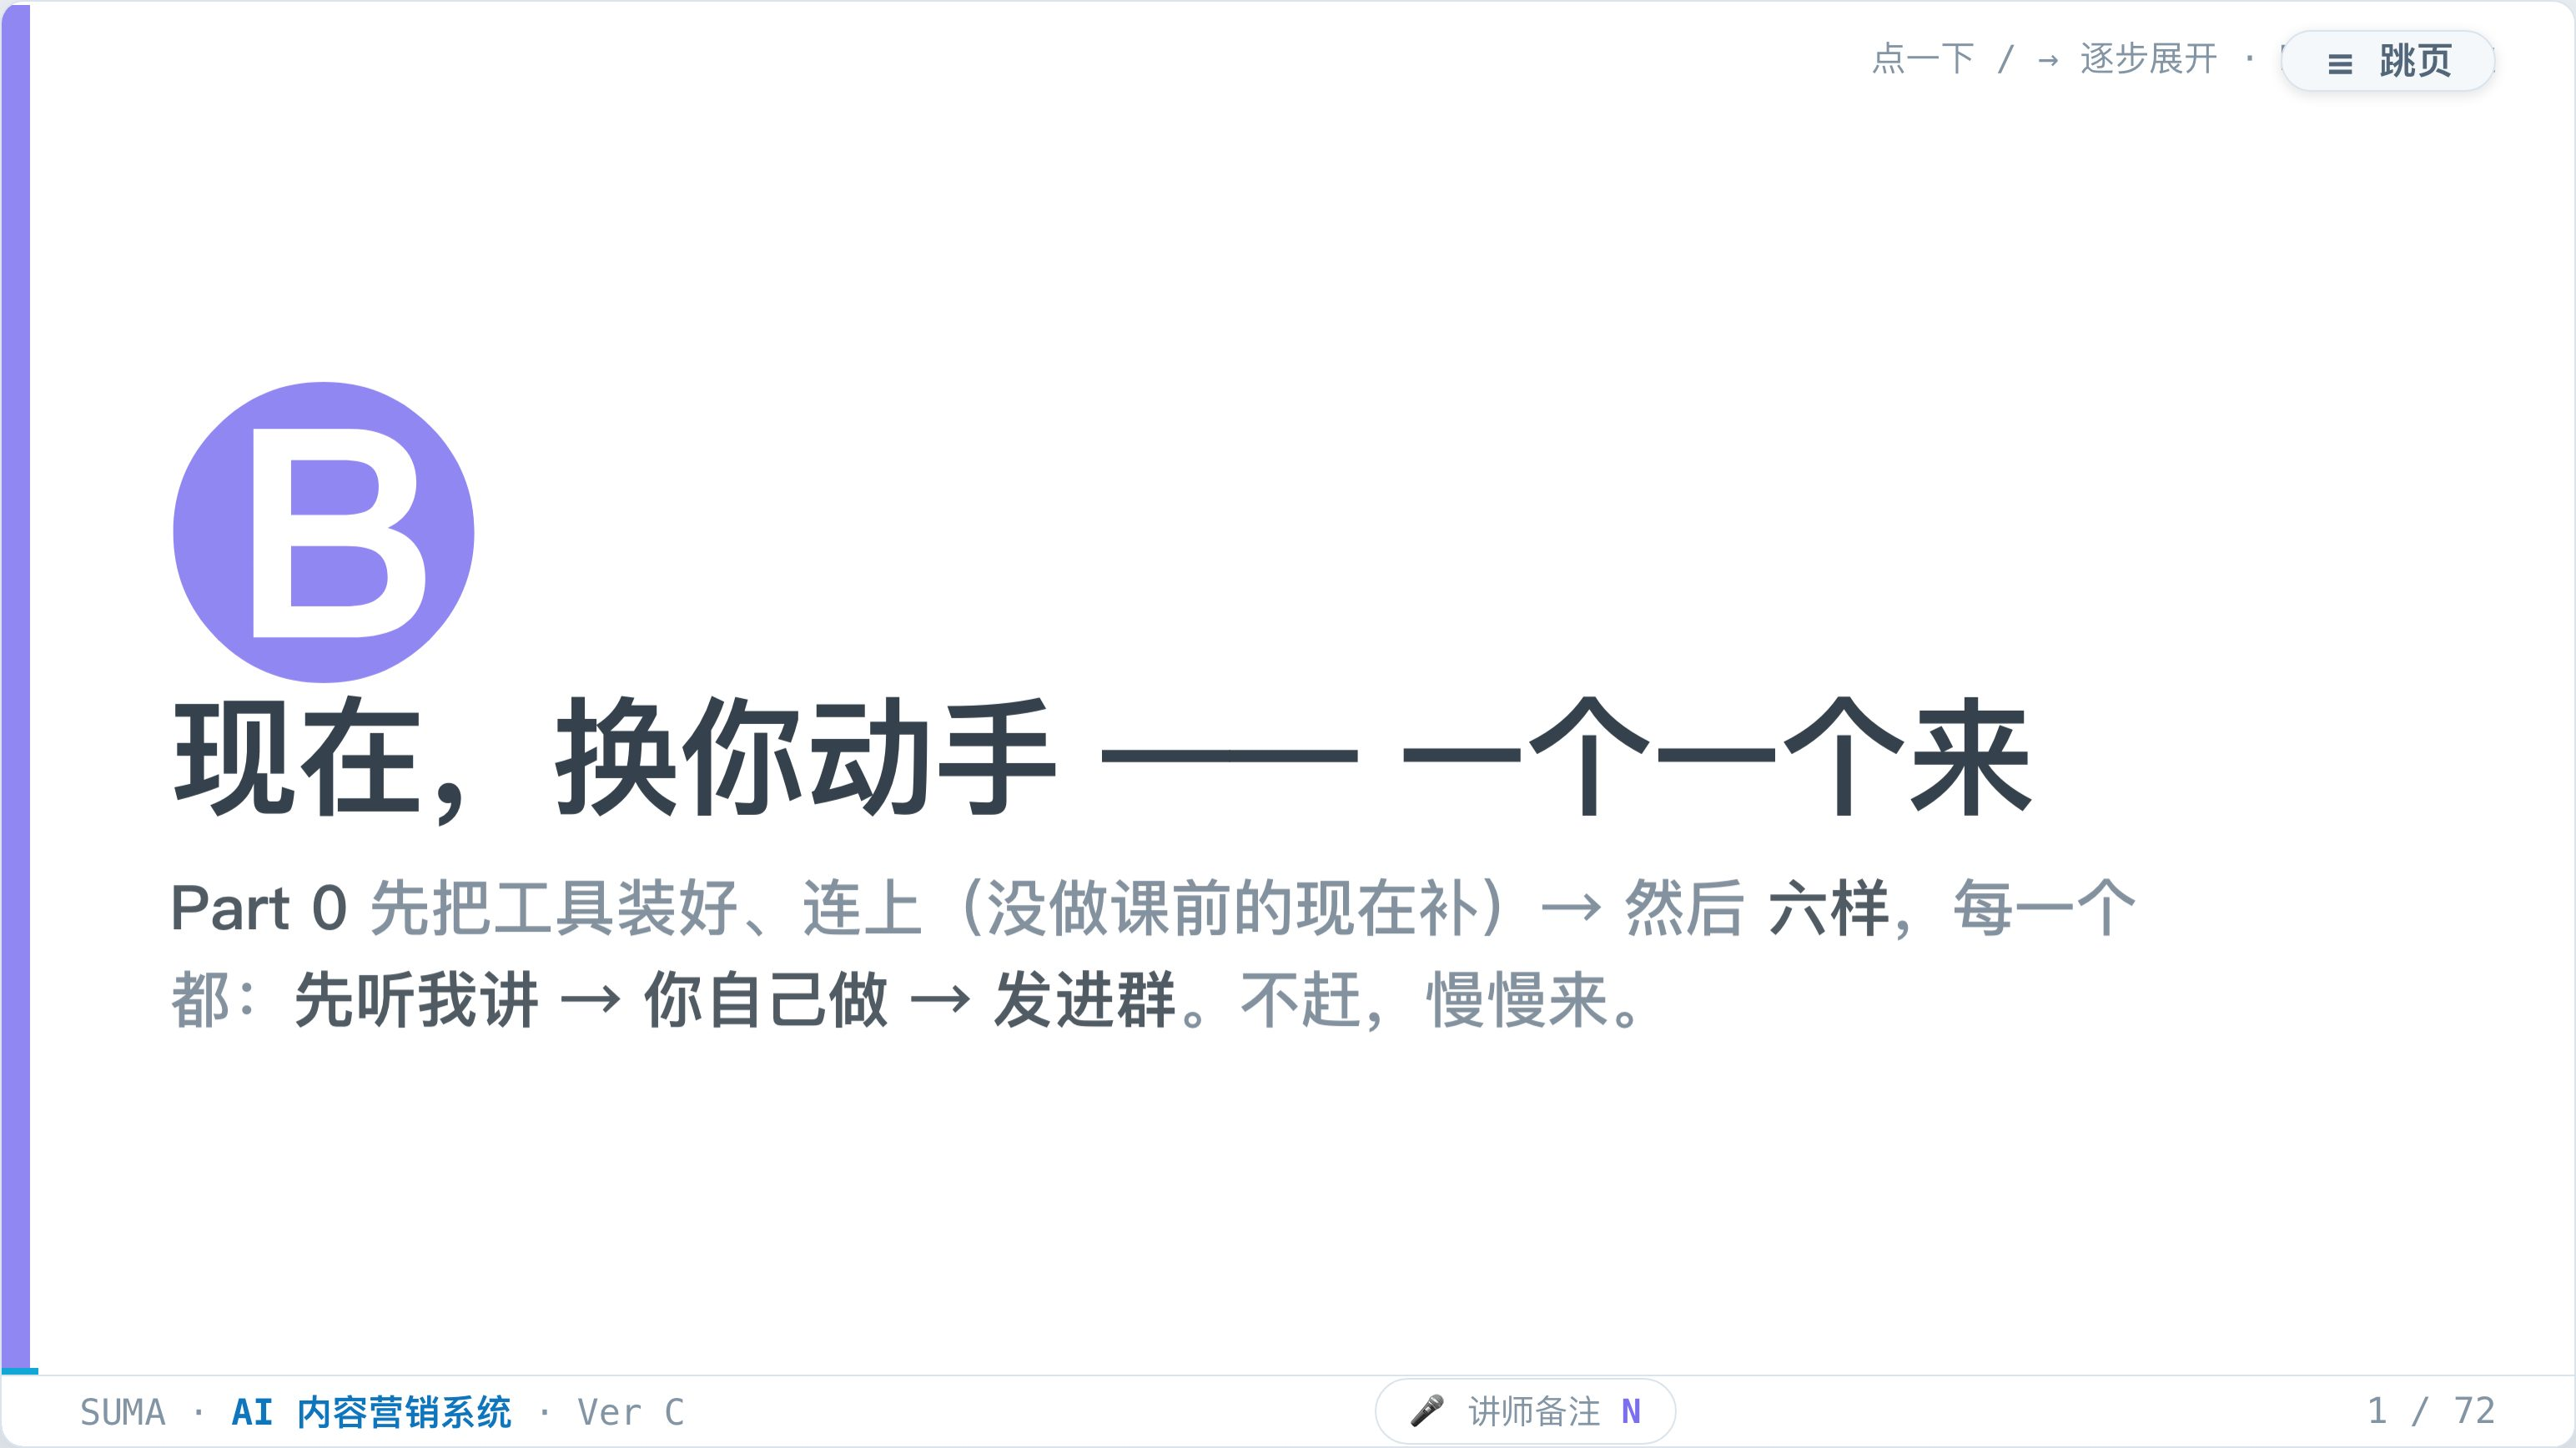 点一下 / → 逐步展开 ·
≡ 跳页
B
现在，换你动手 —— 一个一个来
Part 0 先把工具装好、连上（没做课前的现在补）→ 然后 六样，每一个
都：先听我讲 → 你自己做 → 发进群。不赶，慢慢来。
SUMA · AI 内容营销系统 · Ver C
🎤 讲师备注 N
1 / 72